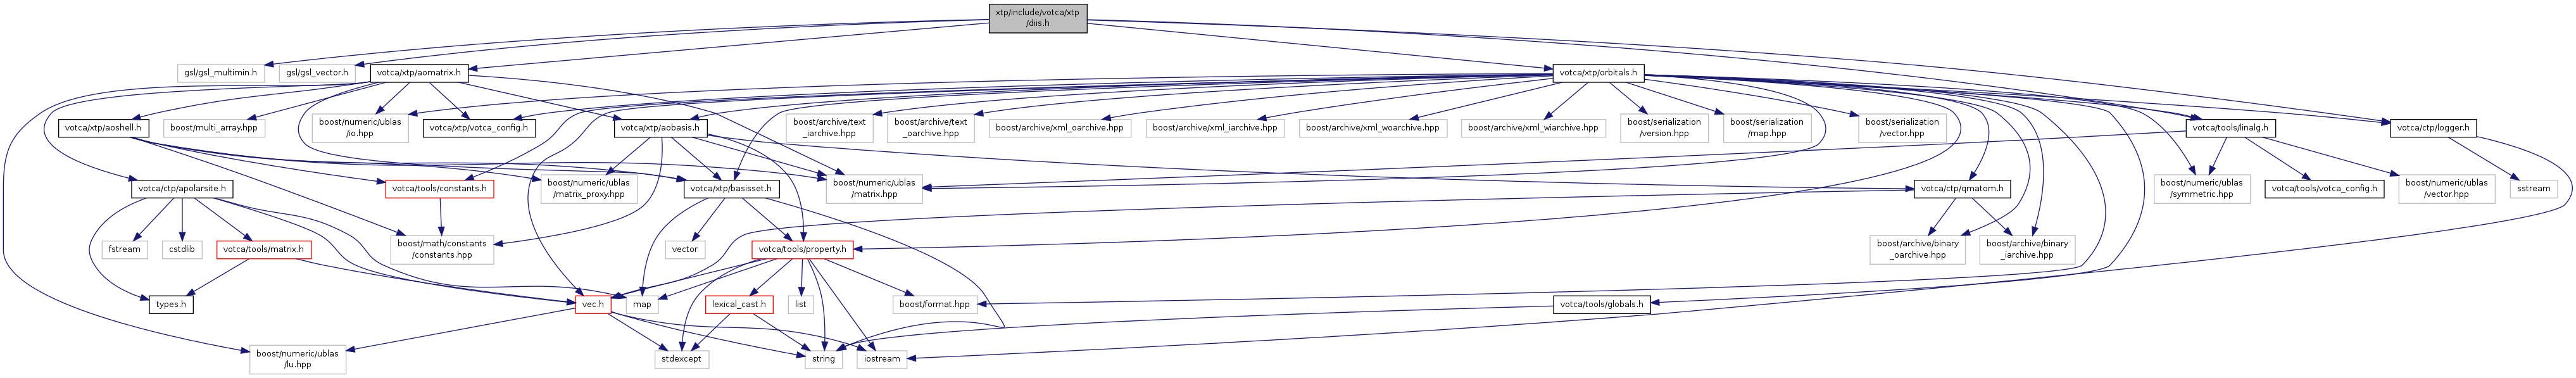 xtp/include/votca/xtp
/diis.h
gsl/gsl_multimin.h
gsl/gsl_vector.h
votca/xtp/aomatrix.h
votca/xtp/orbitals.h
votca/xtp/aoshell.h
boost/multi_array.hpp
boost/numeric/ublas
/io.hpp
votca/xtp/votca_config.h
votca/xtp/aobasis.h
boost/archive/text
_iarchive.hpp
boost/archive/text
_oarchive.hpp
boost/archive/xml_oarchive.hpp
boost/archive/xml_iarchive.hpp
boost/archive/xml_woarchive.hpp
boost/archive/xml_wiarchive.hpp
boost/serialization
/version.hpp
boost/serialization
/map.hpp
boost/serialization
/vector.hpp
votca/tools/linalg.h
votca/ctp/logger.h
votca/ctp/apolarsite.h
votca/tools/constants.h
boost/numeric/ublas
/matrix_proxy.hpp
votca/xtp/basisset.h
boost/numeric/ublas
/matrix.hpp
votca/ctp/qmatom.h
boost/numeric/ublas
/symmetric.hpp
votca/tools/votca_config.h
boost/numeric/ublas
/vector.hpp
sstream
fstream
cstdlib
votca/tools/matrix.h
boost/math/constants
/constants.hpp
vector
votca/tools/property.h
boost/archive/binary
_oarchive.hpp
boost/archive/binary
_iarchive.hpp
types.h
vec.h
map
lexical_cast.h
list
boost/format.hpp
votca/tools/globals.h
boost/numeric/ublas
/lu.hpp
stdexcept
string
iostream